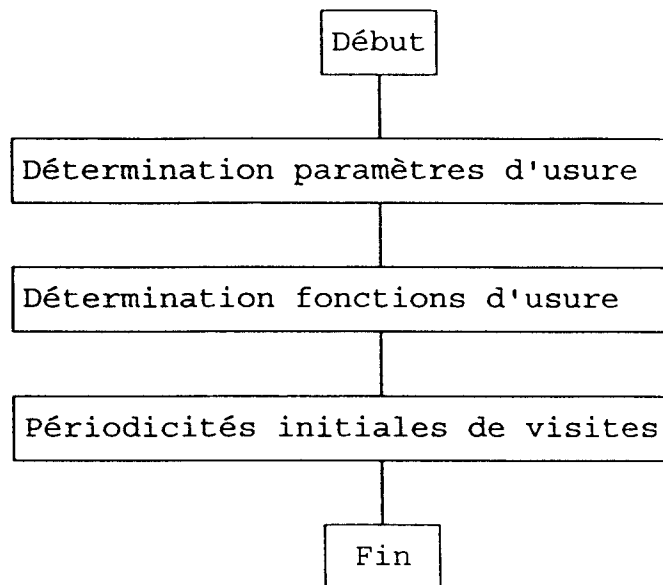 Début
Détermination paramètres d'usure
Détermination fonctions d'usure
Périodicités initiales de visites
Fin